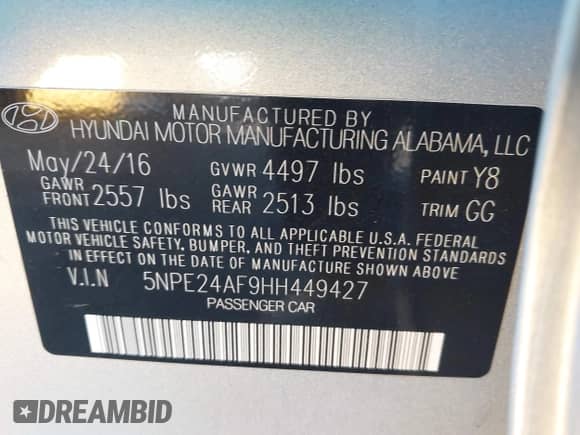 MANUFACTURED BY
HYUNDAI MOTOR MANUFACTURING ALABAMA, LLC
May/24/16 GVWR 4497 lbs PAINT Y8
GAWR FRONT 2557 lbs GAWR REAR 2513 lbs TRIM GG
THIS VEHICLE CONFORMS TO ALL APPLICABLE U.S.A. FEDERAL
MOTOR VEHICLE SAFETY, BUMPER, AND THEFT PREVENTION STANDARDS
IN EFFECT ON THE DATE OF MANUFACTURE SHOWN ABOVE.
V.I.N 5NPE24AF9HH449427
PASSENGER CAR
DREAMBID